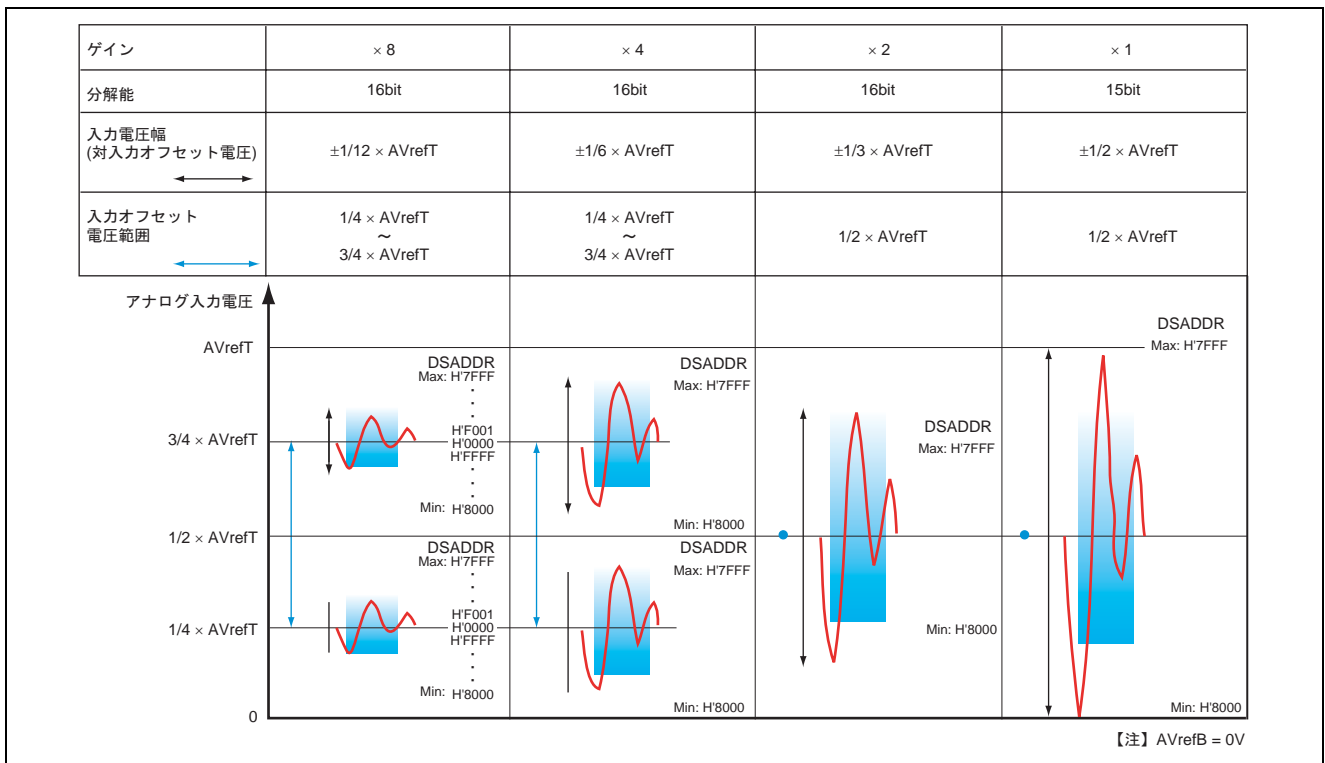 ゲイン × 8 × 4 × 2 × 1
分解能 16bit 16bit 16bit 15bit
入力電圧幅
(対入力オフセット電圧) ±1/12 × AVrefT ±1/6 × AVrefT ±1/3 × AVrefT ±1/2 × AVrefT
入力オフセット
電圧範囲
1/4 × AVrefT
~
3/4 × AVrefT
1/4 × AVrefT
~
3/4 × AVrefT
1/2 × AVrefT
1/2 × AVrefT
アナログ入力電圧
AVrefT
3/4 × AVrefT
1/2 × AVrefT
1/4 × AVrefT
0
DSADDR
Max: H'7FFF
H'F001
H'0000
H'FFFF
Min: H'8000
DSADDR
Max: H'7FFF
H'F001
H'0000
H'FFFF
Min: H'8000
DSADDR
Max: H'7FFF
Min: H'8000
DSADDR
Max: H'7FFF
Min: H'8000
DSADDR
Max: H'7FFF
Min: H'8000
DSADDR
Max: H'7FFF
Min: H'8000
【注】AVrefB = 0V